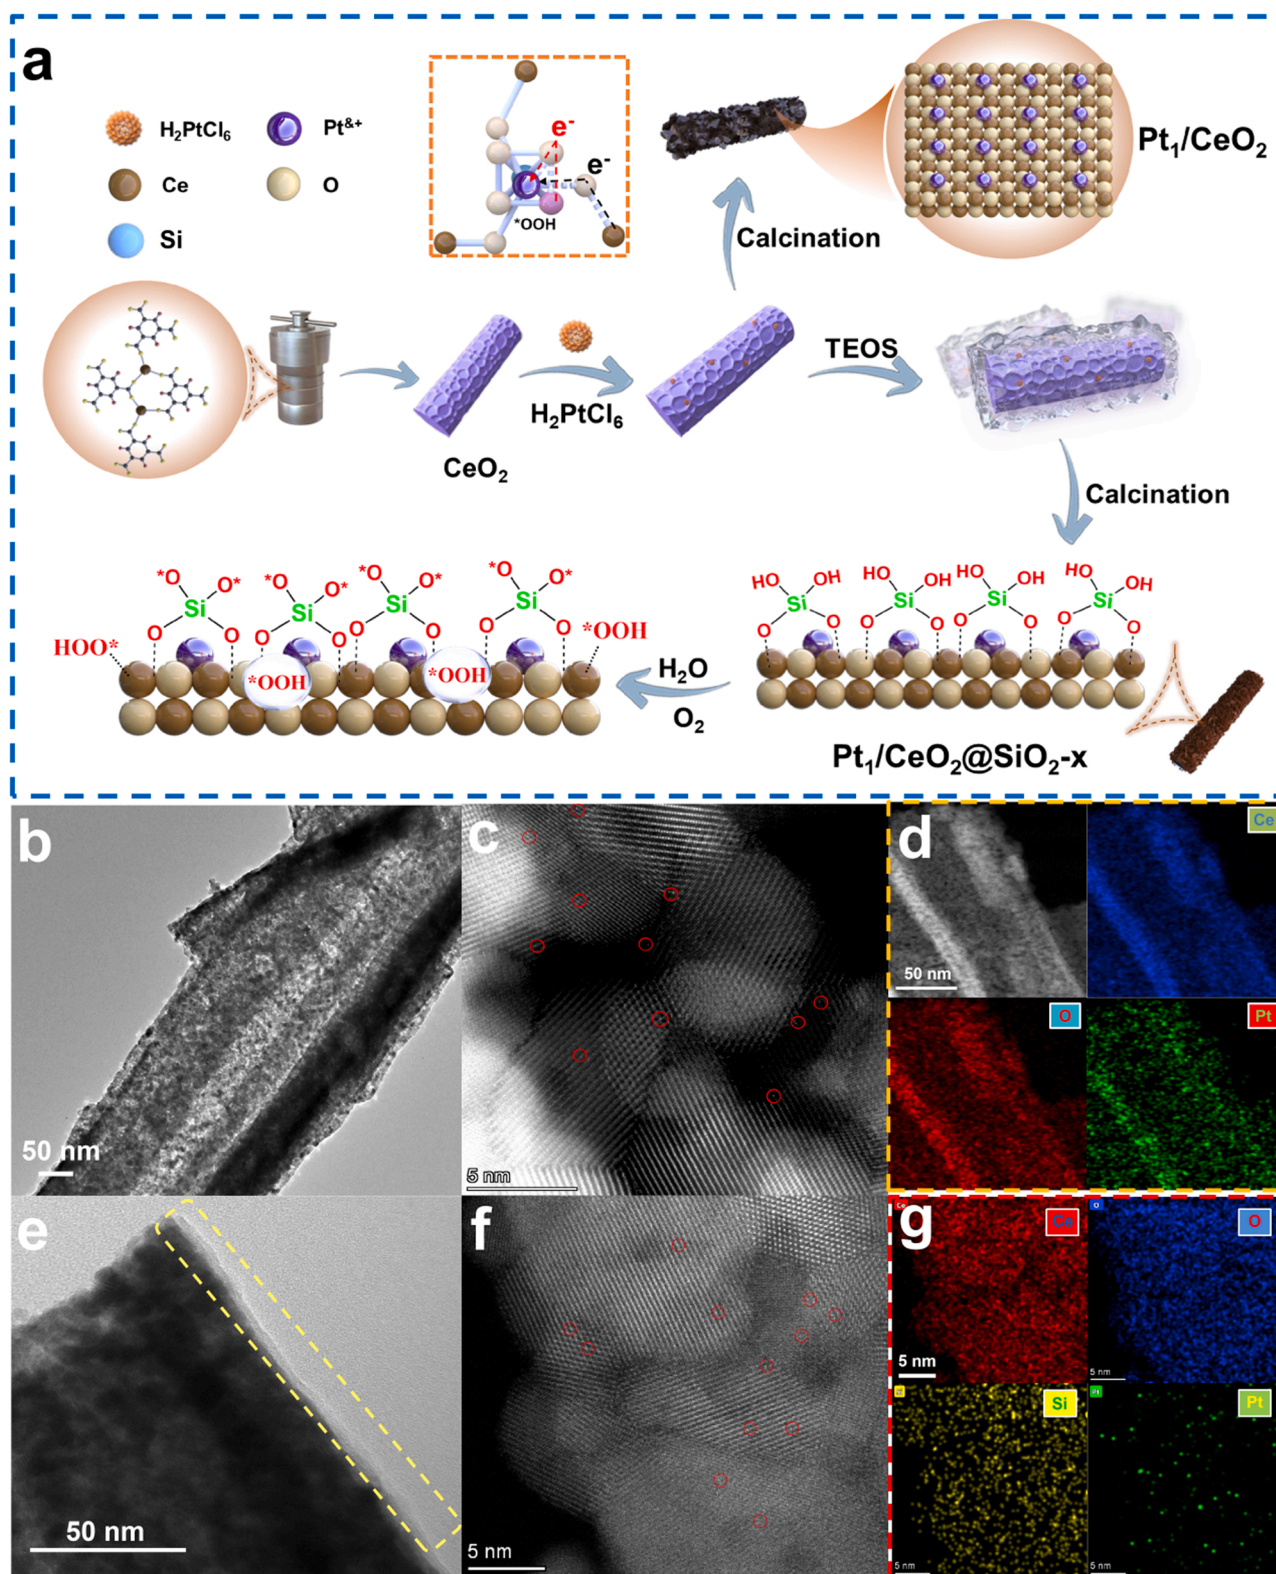 a
H₂PtCl₆
Pt&+
Ce
O
Si
e-
e-
*OOH
Pt₁/CeO₂
Calcination
CeO₂
H₂PtCl₆
TEOS
Calcination
*O O* *O O* *O O* *O O*
Si Si Si Si
O O O O O O O O
HOO* *OOH *OOH *OOH
H₂O
O₂
HO OH HO OH HO OH HO OH
Si Si Si Si
O O O O O O O O
Pt₁/CeO₂@SiO₂-x
b
50 nm
c
5 nm
d
Ce
50 nm
O
Pt
e
50 nm
f
5 nm
g
Ce
Ce
5 nm
O
O
5 nm
Si
5 nm
Pt
Pt
5 nm